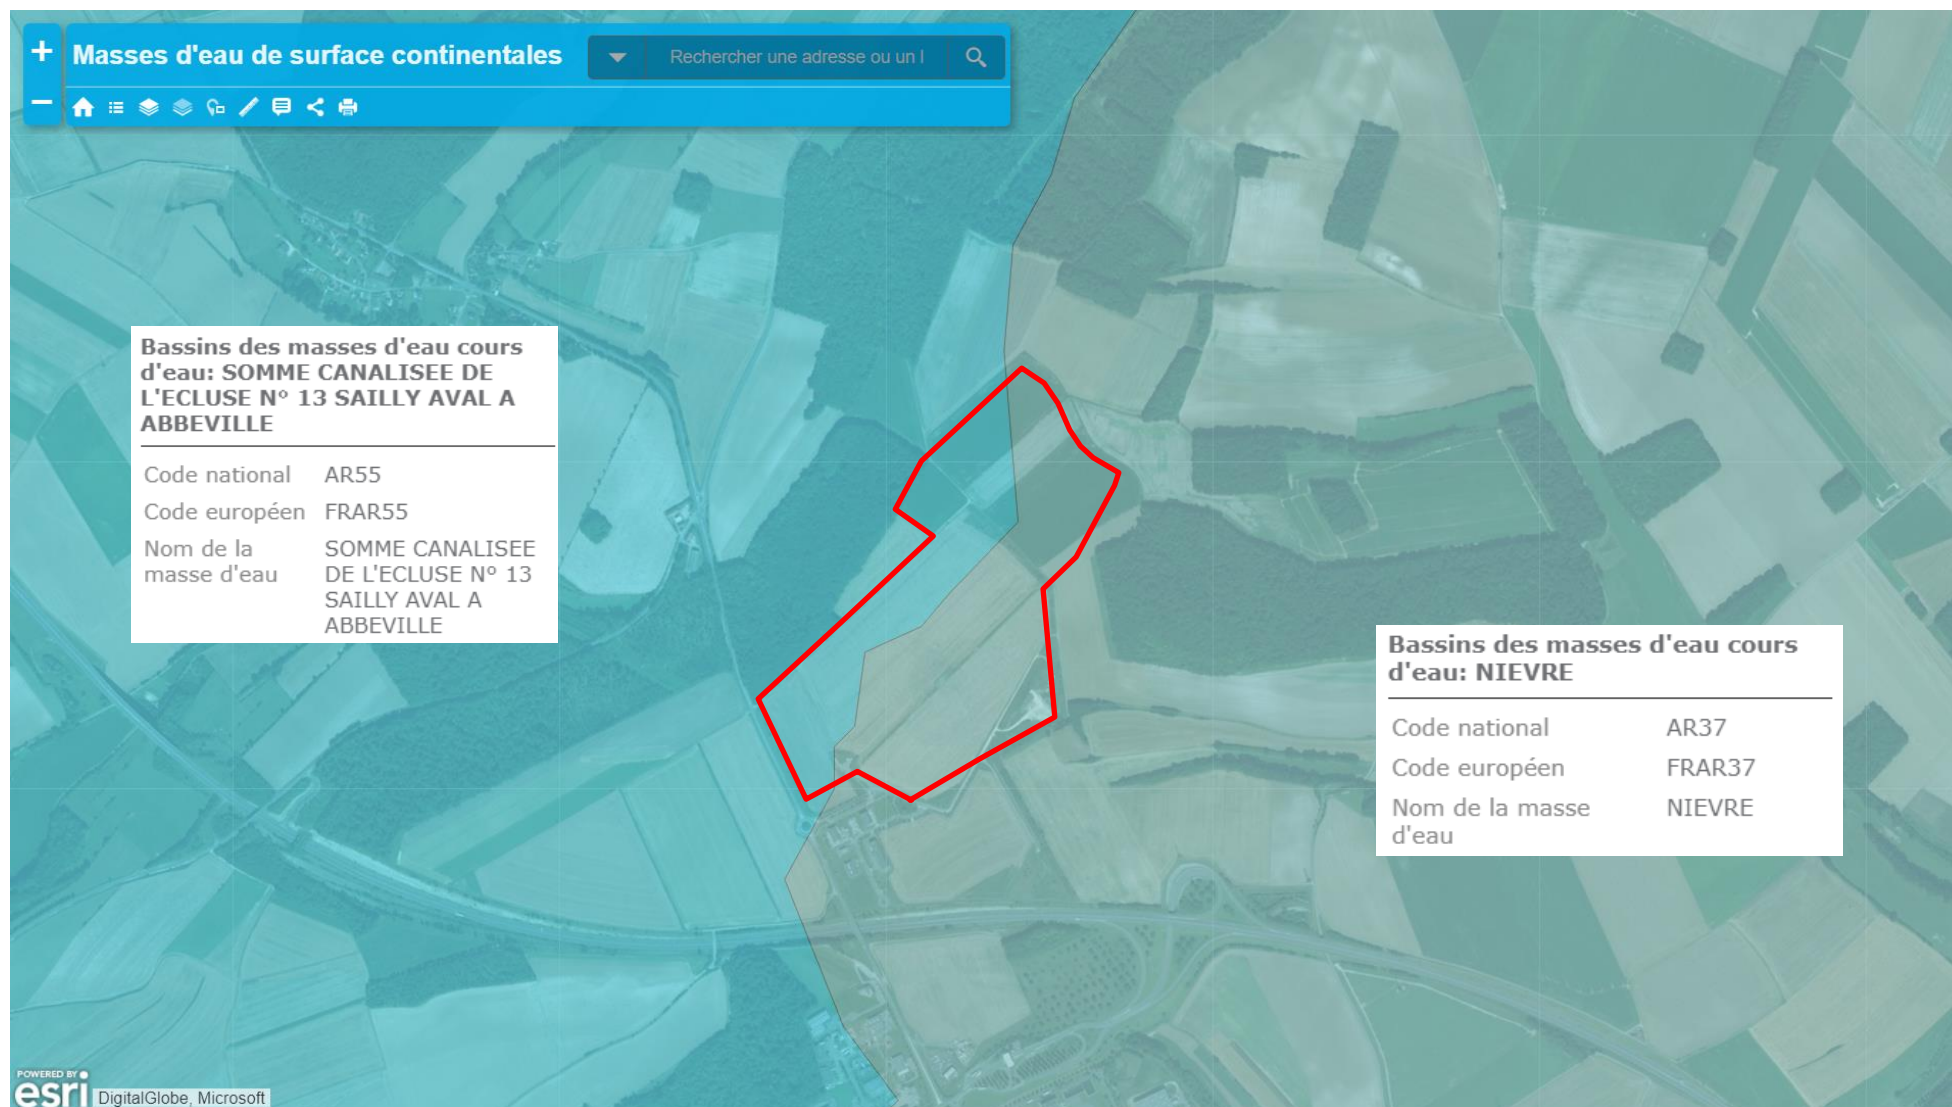 +
Masses d'eau de surface continentales
Rechercher une adresse ou un l
−
Bassins des masses d'eau cours
d'eau: SOMME CANALISEE DE
L'ECLUSE N° 13 SAILLY AVAL A
ABBEVILLE
Code national AR55
Code européen FRAR55
Nom de la masse d'eau
SOMME CANALISEE
DE L'ECLUSE N° 13
SAILLY AVAL A
ABBEVILLE
Bassins des masses d'eau cours
d'eau: NIEVRE
Code national AR37
Code européen FRAR37
Nom de la masse NIEVRE
d'eau
POWERED BY
esri
DigitalGlobe, Microsoft